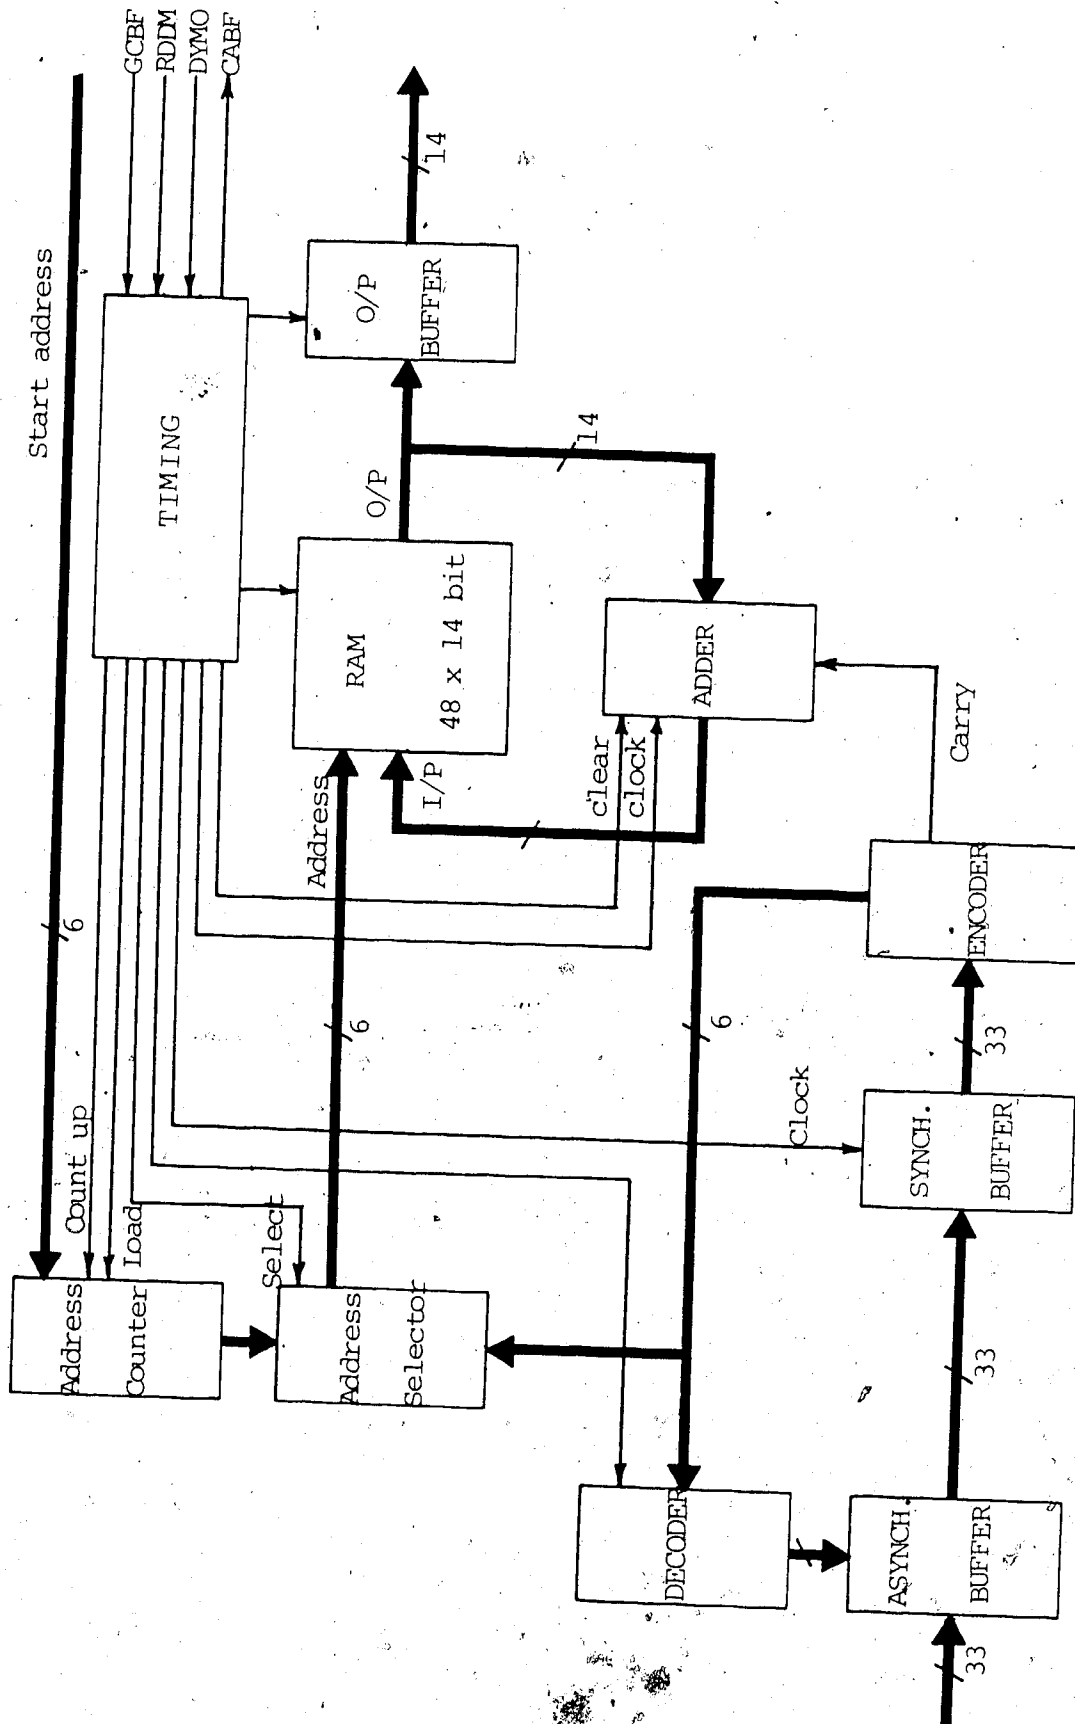 Start address
6
GCBF
RDDM
DYMO
CABF
TIMING
Count up
Load
Select
Address
Counter
Address
Selector
6
Address
I/P
RAM
48 x 14 bit
O/P
O/P
BUFFER
14
14
clear
clock
ADDER
Carry
6
Clock
DECODER
33
ASYNCH.
BUFFER
33
SYNCH.
BUFFER
33
ENCODER